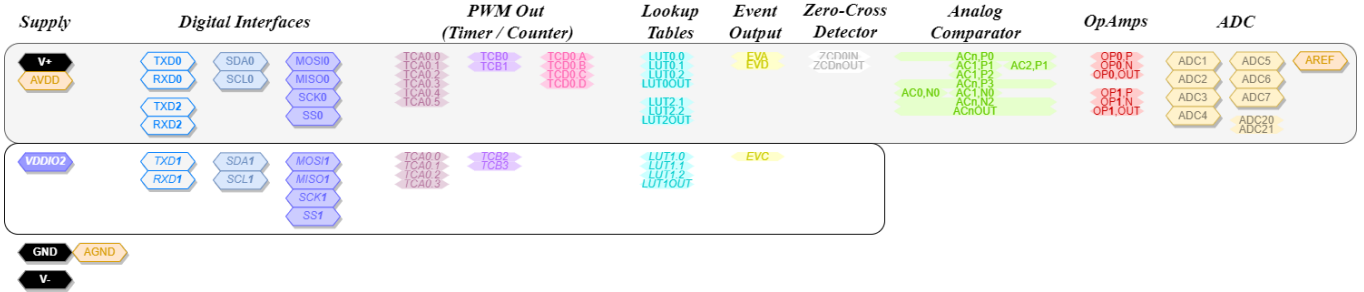 Supply
Digital Interfaces
PWM Out
(Timer / Counter)
Lookup
Tables
Event
Output
Zero-Cross
Detector
Analog
Comparator
OpAmps
ADC
V+
AVDD
TXD0
RXD0
TXD2
RXD2
SDA0
SCL0
MOSI0
MISO0
SCK0
SS0
TCA0.0
TCA0.1
TCA0.2
TCA0.3
TCA0.4
TCA0.5
TCB0
TCB1
TCD0.A
TCD0.B
TCD0.C
TCD0.D
LUT0.0
LUT0.1
LUT0.2
LUT0OUT
LUT2.1
LUT2.2
LUT2OUT
EVA
EVD
ZCD0IN
ZCDnOUT
ACn,P0
AC1,P1
AC2,P1
AC1,P2
ACn,P3
AC0,N0
AC1,N0
ACn,N2
ACnOUT
OP0,P
OP0,N
OP0,OUT
OP1,P
OP1,N
OP1,OUT
ADC1
ADC2
ADC3
ADC4
ADC5
ADC6
ADC7
ADC20
ADC21
AREF
VDDIO2
TXD1
RXD1
SDA1
SCL1
MOSI1
MISO1
SCK1
SS1
TCA0.0
TCA0.1
TCA0.2
TCA0.3
TCB2
TCB3
LUT1.0
LUT1.1
LUT1.2
LUT1OUT
EVC
GND
AGND
V-